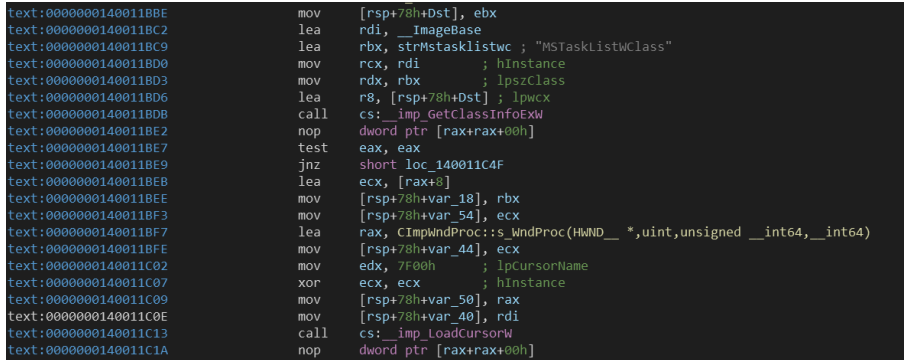 text:0000000140011BBE mov [rsp+78h+Dst], ebx
text:0000000140011BC2 lea rdi, __ImageBase
text:0000000140011BC9 lea rbx, strMstasklistwc ; "MSTaskListWClass"
text:0000000140011BD0 mov rcx, rdi ; hInstance
text:0000000140011BD3 mov rdx, rbx ; lpszClass
text:0000000140011BD6 lea r8, [rsp+78h+Dst] ; lpwcx
text:0000000140011BDB call cs:__imp_GetClassInfoExW
text:0000000140011BE2 nop dword ptr [rax+rax+00h]
text:0000000140011BE7 test eax, eax
text:0000000140011BE9 jnz short loc_140011C4F
text:0000000140011BEB lea ecx, [rax+8]
text:0000000140011BEE mov [rsp+78h+var_18], rbx
text:0000000140011BF3 mov [rsp+78h+var_54], ecx
text:0000000140011BF7 lea rax, CImpWndProc::s_WndProc(HWND__ *,uint,unsigned __int64,__int64)
text:0000000140011BFE mov [rsp+78h+var_44], ecx
text:0000000140011C02 mov edx, 7F00h ; lpCursorName
text:0000000140011C07 xor ecx, ecx ; hInstance
text:0000000140011C09 mov [rsp+78h+var_50], rax
text:0000000140011C0E mov [rsp+78h+var_40], rdi
text:0000000140011C13 call cs:__imp_LoadCursorW
text:0000000140011C1A nop dword ptr [rax+rax+00h]